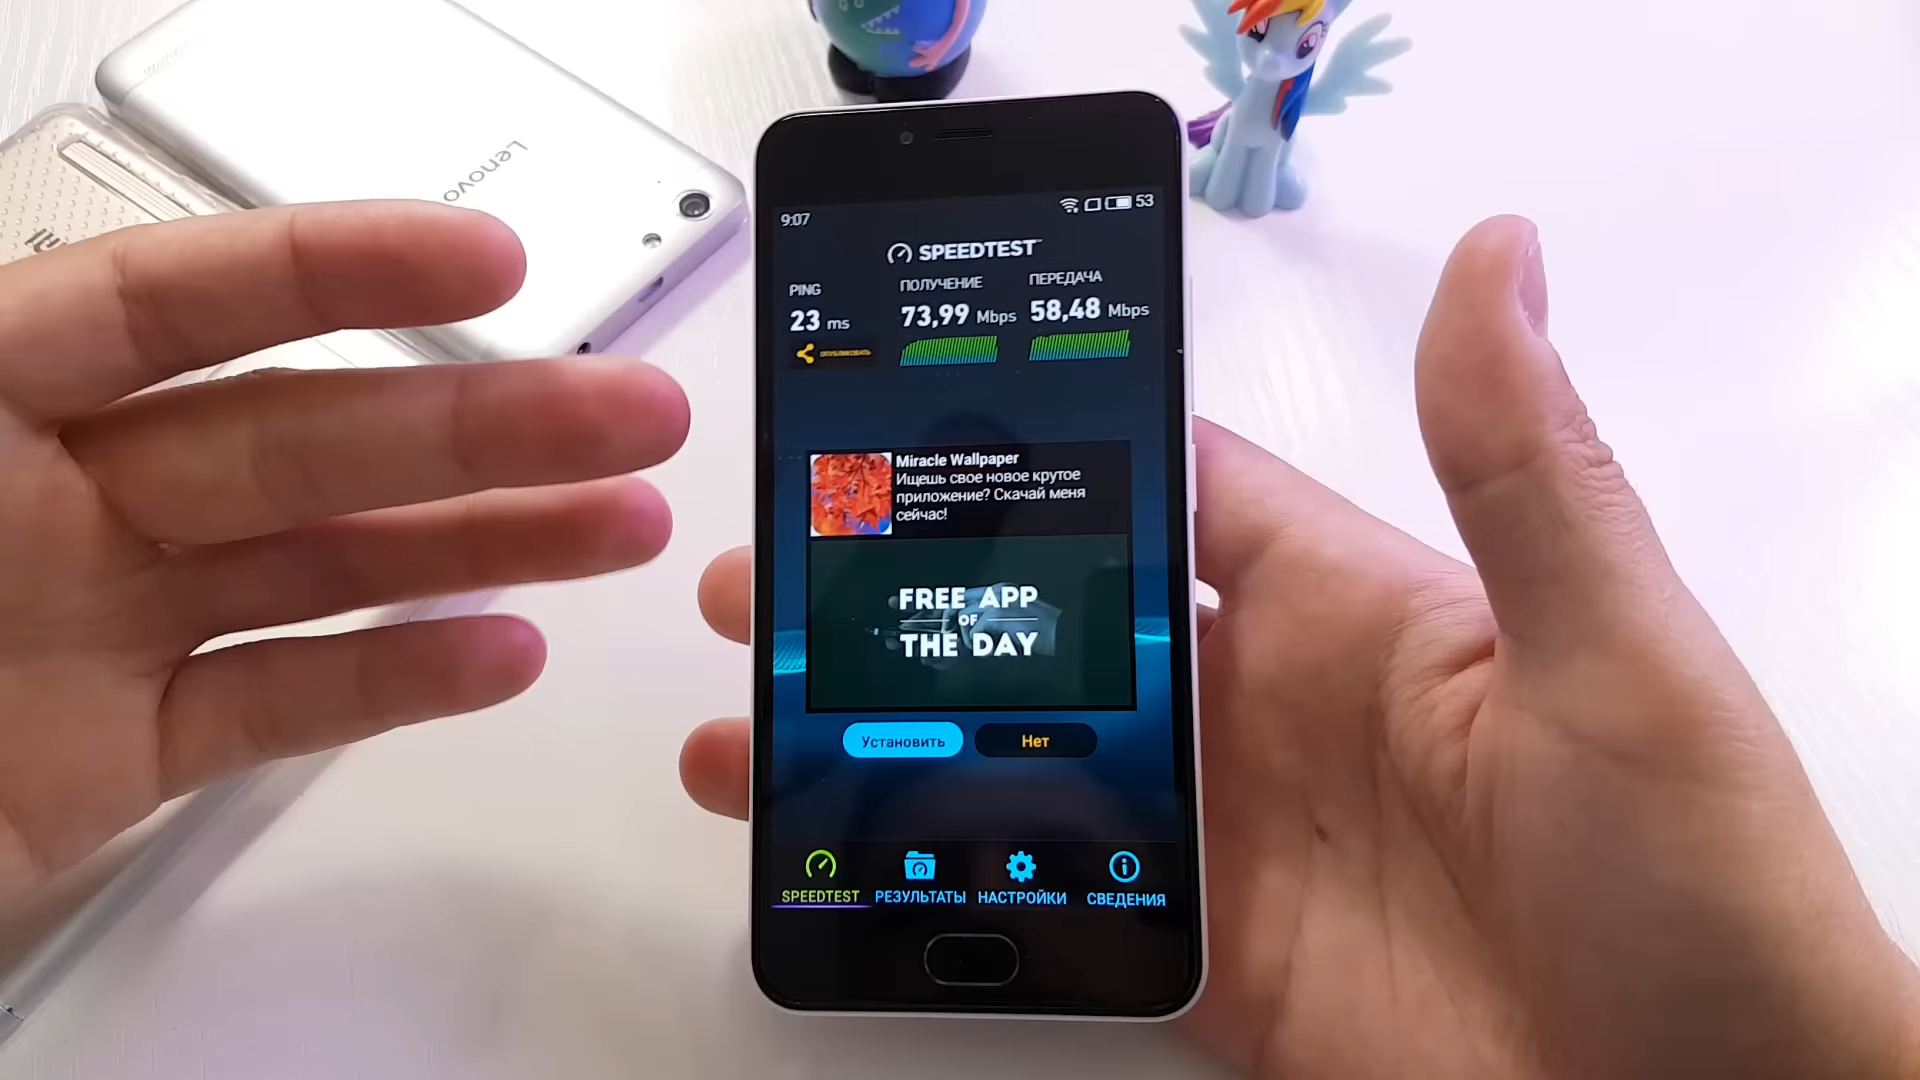 Lenovo
9:07
53
SPEEDTEST
PING
ПОЛУЧЕНИЕ
ПЕРЕДАЧА
23 ms
73,99 Mbps
58,48 Mbps
ОПУБЛИКОВАТЬ
Miracle Wallpaper
Ищешь свое новое крутое
приложение? Скачай меня
сейчас!
FREE APP
OF
THE DAY
Установить
Нет
SPEEDTEST
РЕЗУЛЬТАТЫ
НАСТРОЙКИ
СВЕДЕНИЯ